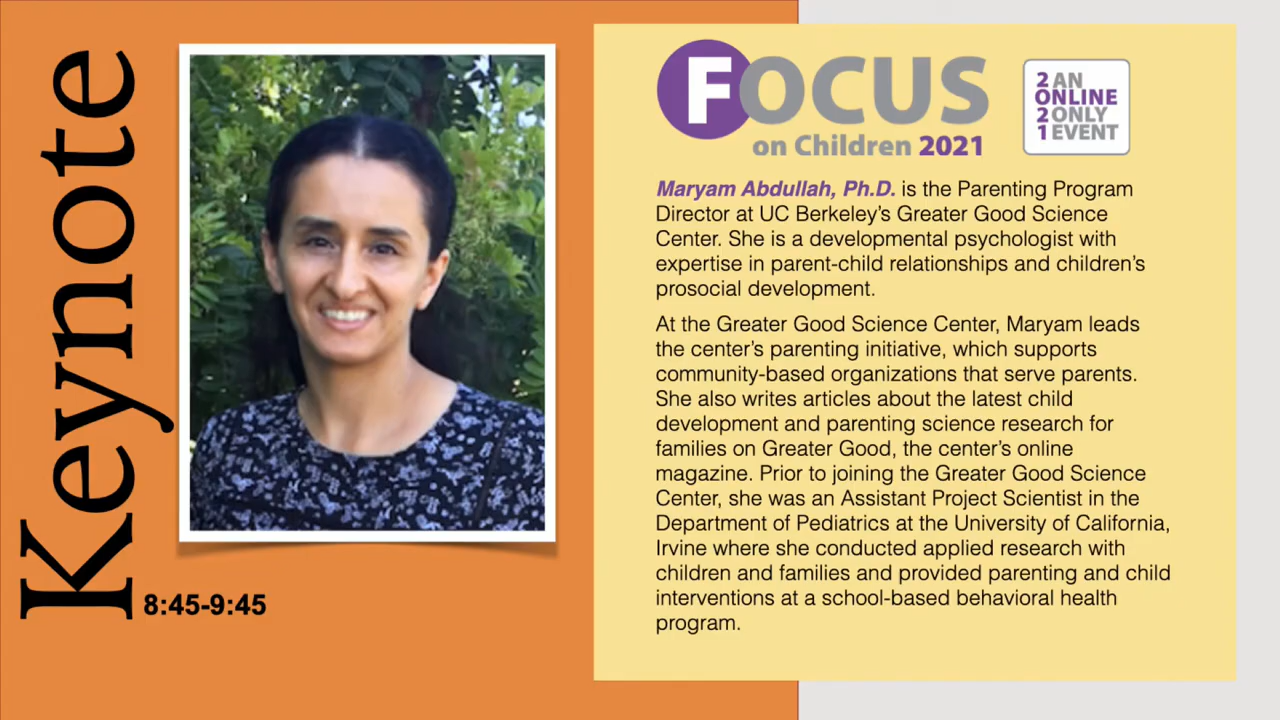 Keynote
8:45-9:45
FOCUS
on Children 2021
2 AN
ONLINE
2 ONLY
1 EVENT
Maryam Abdullah, Ph.D. is the Parenting Program
Director at UC Berkeley's Greater Good Science
Center. She is a developmental psychologist with
expertise in parent-child relationships and children's
prosocial development.
At the Greater Good Science Center, Maryam leads
the center's parenting initiative, which supports
community-based organizations that serve parents.
She also writes articles about the latest child
development and parenting science research for
families on Greater Good, the center's online
magazine. Prior to joining the Greater Good Science
Center, she was an Assistant Project Scientist in the
Department of Pediatrics at the University of California,
Irvine where she conducted applied research with
children and families and provided parenting and child
interventions at a school-based behavioral health
program.